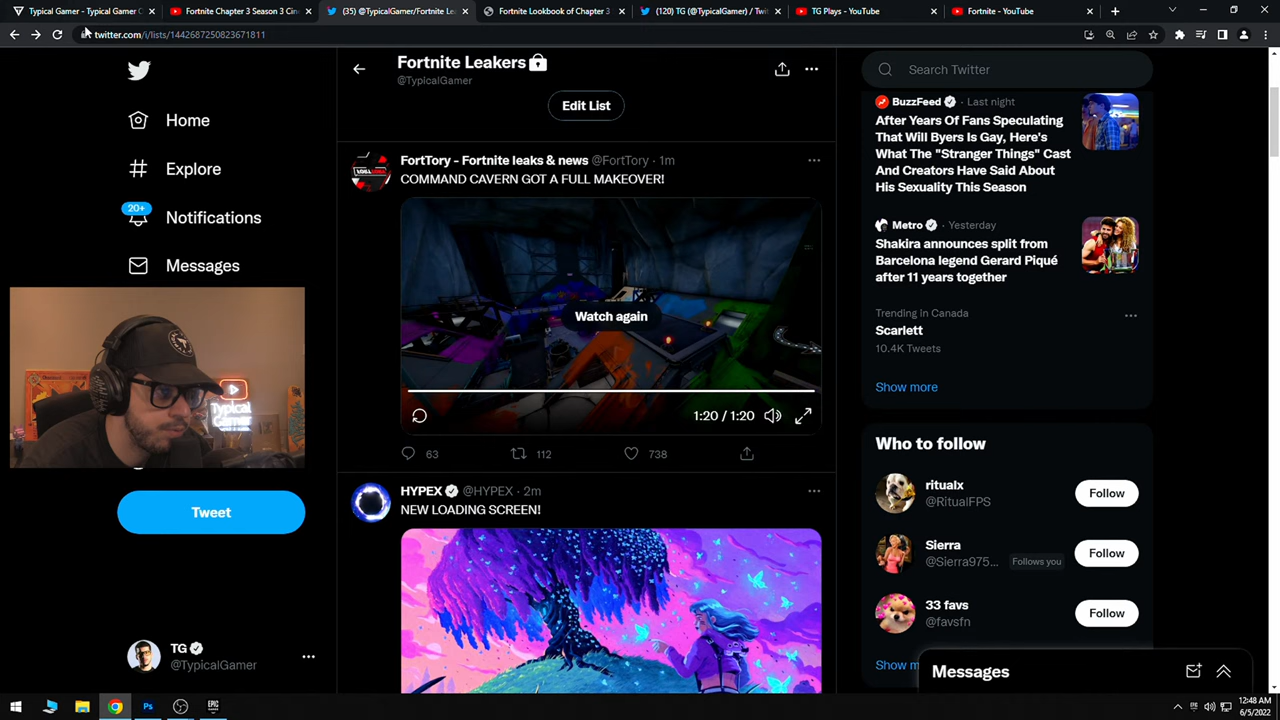 Typical Gamer - Typical Gamer C
Fortnite Chapter 3 Season 3 Cin
(35) @TypicalGamer/Fortnite Le
Fortnite Lookbook of Chapter 3
(120) TG (@TypicalGamer) / Twit
TG Plays - YouTube
Fortnite - YouTube
twitter.com/i/lists/1442687250823671811
Home
Explore
20+
Notifications
Messages
Typical
Gamer
Tweet
TG
@TypicalGamer
Fortnite Leakers
@TypicalGamer
Edit List
FortTory - Fortnite leaks & news @FortTory · 1m
COMMAND CAVERN GOT A FULL MAKEOVER!
Watch again
1:20 / 1:20
63
112
738
HYPEX @HYPEX · 2m
NEW LOADING SCREEN!
Search Twitter
BuzzFeed · Last night
After Years Of Fans Speculating
That Will Byers Is Gay, Here's
What The "Stranger Things" Cast
And Creators Have Said About
His Sexuality This Season
Metro · Yesterday
Shakira announces split from
Barcelona legend Gerard Piqué
after 11 years together
Trending in Canada
Scarlett
10.4K Tweets
Show more
Who to follow
ritualx
@RitualFPS
Follow
Sierra
@Sierra975...
Follows you
Follow
33 favs
@favsfn
Follow
Show m
Messages
Ps
EPIC
12:48 AM
6/5/2022